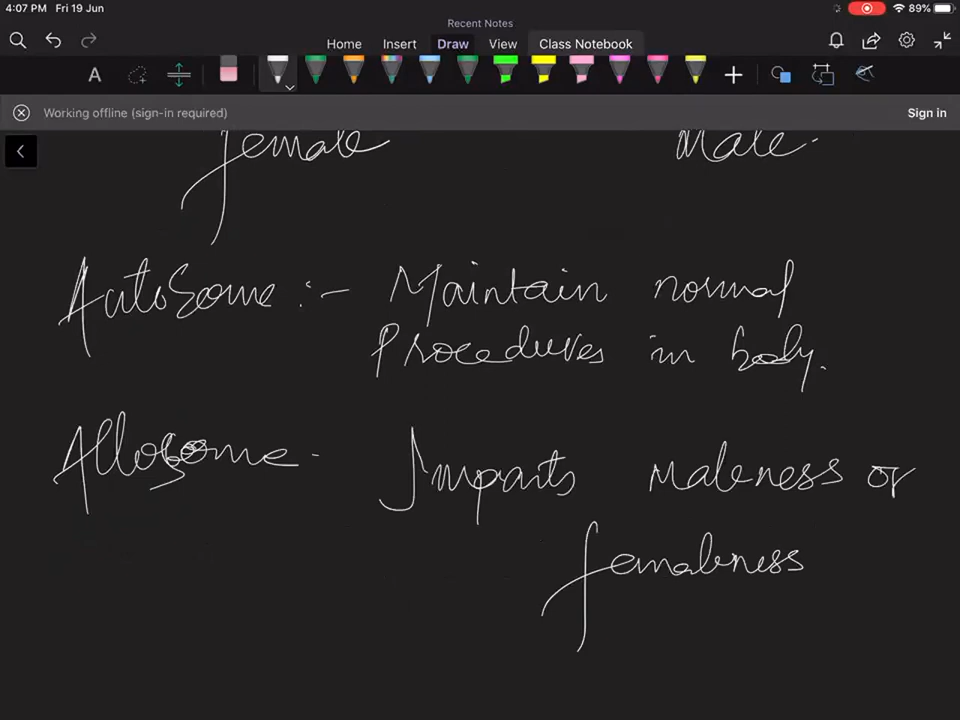 4:07 PM Fri 19 Jun 89%
Recent Notes
Home Insert Draw View Class Notebook
A
Working offline (sign-in required) Sign in
female Male.
Autosome :- Maintain normal
Procedures in body.
Allosome - Imparts Maleness or
femaleness